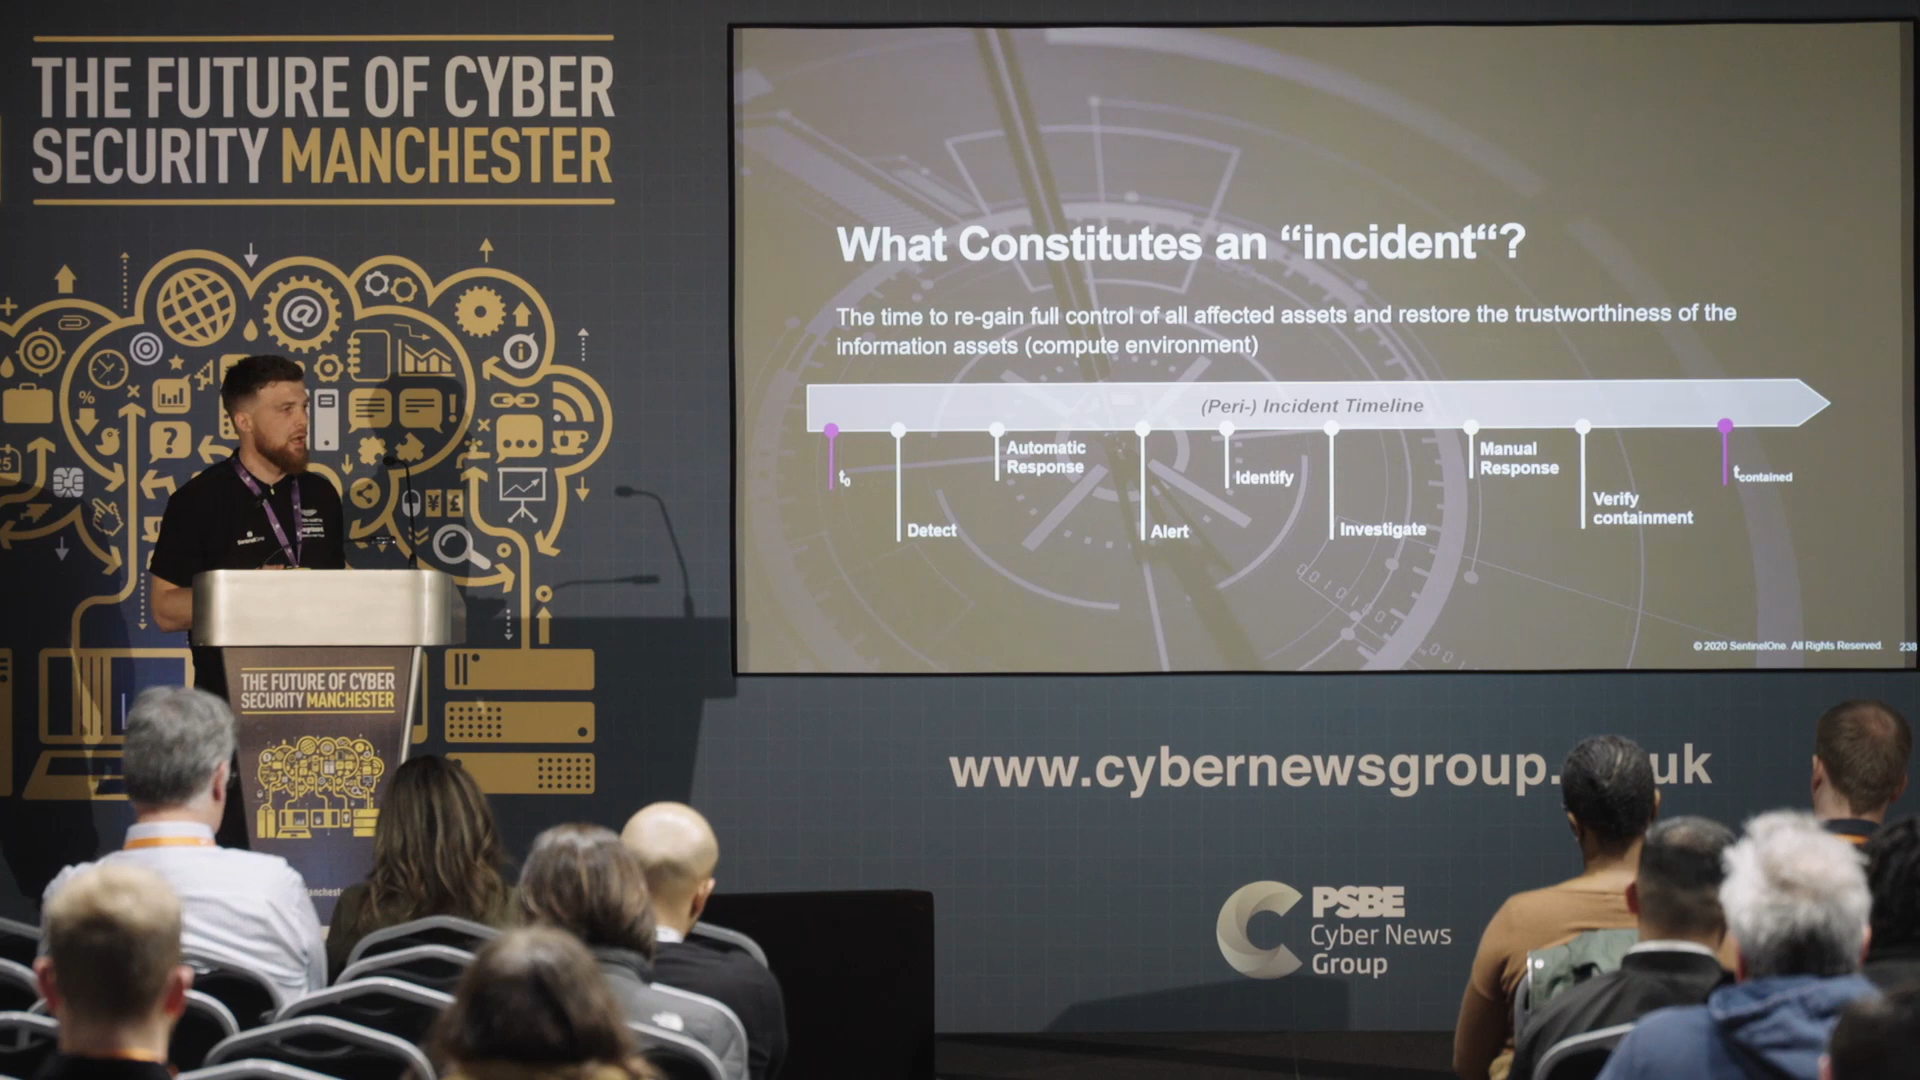 THE FUTURE OF CYBER
SECURITY MANCHESTER
What Constitutes an “incident“?
The time to re-gain full control of all affected assets and restore the trustworthiness of the
information assets (compute environment)
(Peri-) Incident Timeline
t0
Detect
Automatic
Response
Alert
Identify
Investigate
Manual
Response
Verify
containment
tcontained
© 2020 SentinelOne. All Rights Reserved.
238
THE FUTURE OF CYBER
SECURITY MANCHESTER
www.cybernewsgroup.
uk
PSBE
Cyber News
Group